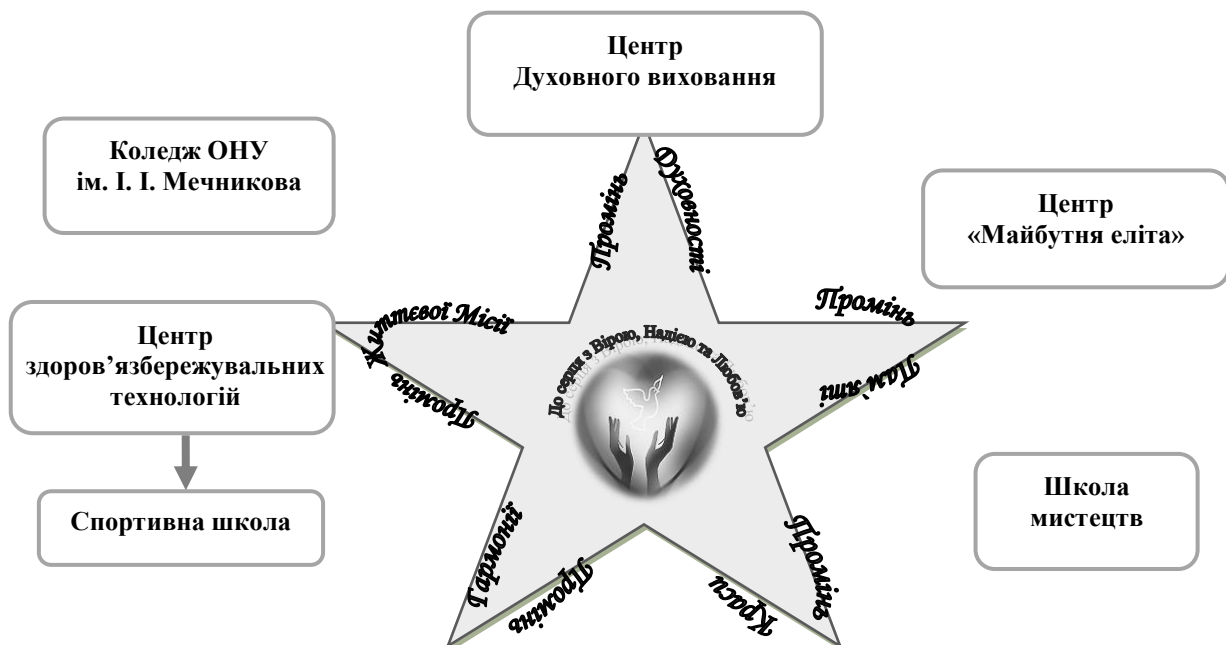 Центр
Духовного виховання
Коледж ОНУ
ім. І. І. Мечникова
Центр
«Майбутня еліта»
Промінь
Духовності
Центр
здоров’язбережувальних
технологій
Промінь
Життєвої Місії
Промінь
Пам'яті
До серця з Вірою, Надією та Любов'ю
Спортивна школа
Школа
мистецтв
Промінь
Гармонії
Промінь
Краси